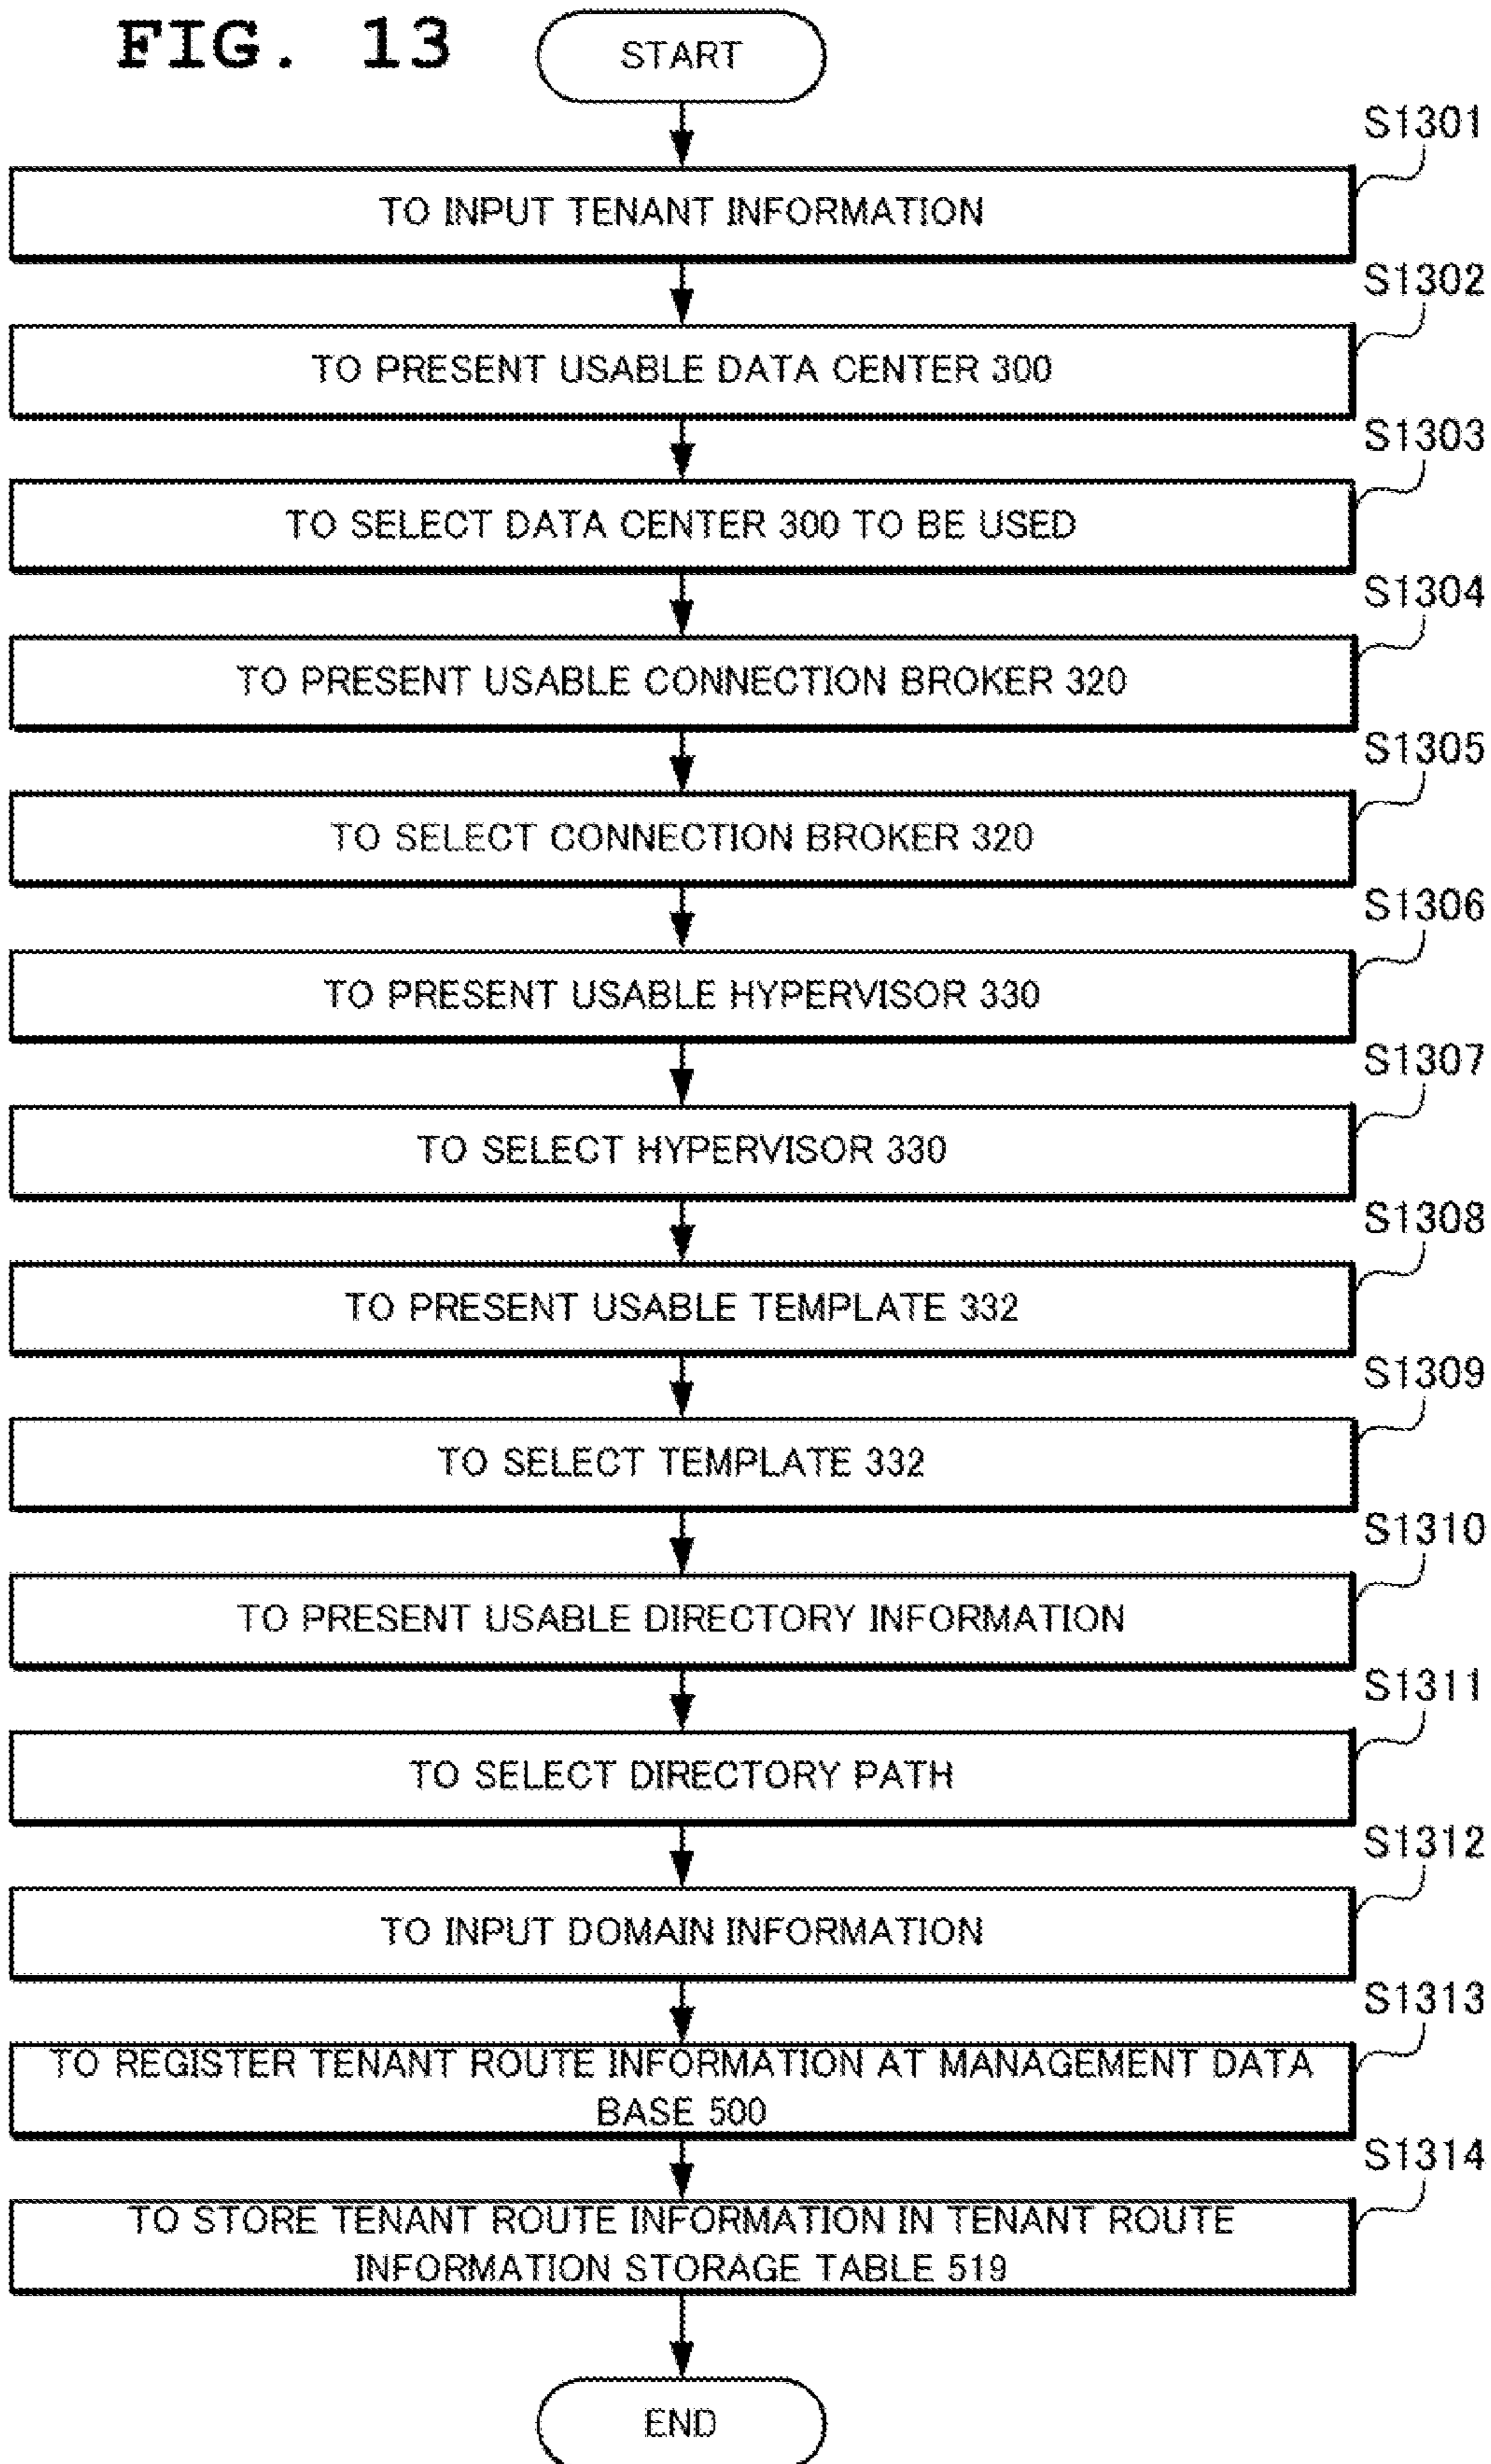 FIG. 13
START
S1301
TO INPUT TENANT INFORMATION
S1302
TO PRESENT USABLE DATA CENTER 300
S1303
TO SELECT DATA CENTER 300 TO BE USED
S1304
TO PRESENT USABLE CONNECTION BROKER 320
S1305
TO SELECT CONNECTION BROKER 320
S1306
TO PRESENT USABLE HYPERVISOR 330
S1307
TO SELECT HYPERVISOR 330
S1308
TO PRESENT USABLE TEMPLATE 332
S1309
TO SELECT TEMPLATE 332
S1310
TO PRESENT USABLE DIRECTORY INFORMATION
S1311
TO SELECT DIRECTORY PATH
S1312
TO INPUT DOMAIN INFORMATION
S1313
TO REGISTER TENANT ROUTE INFORMATION AT MANAGEMENT DATA
BASE 500
S1314
TO STORE TENANT ROUTE INFORMATION IN TENANT ROUTE
INFORMATION STORAGE TABLE 519
END